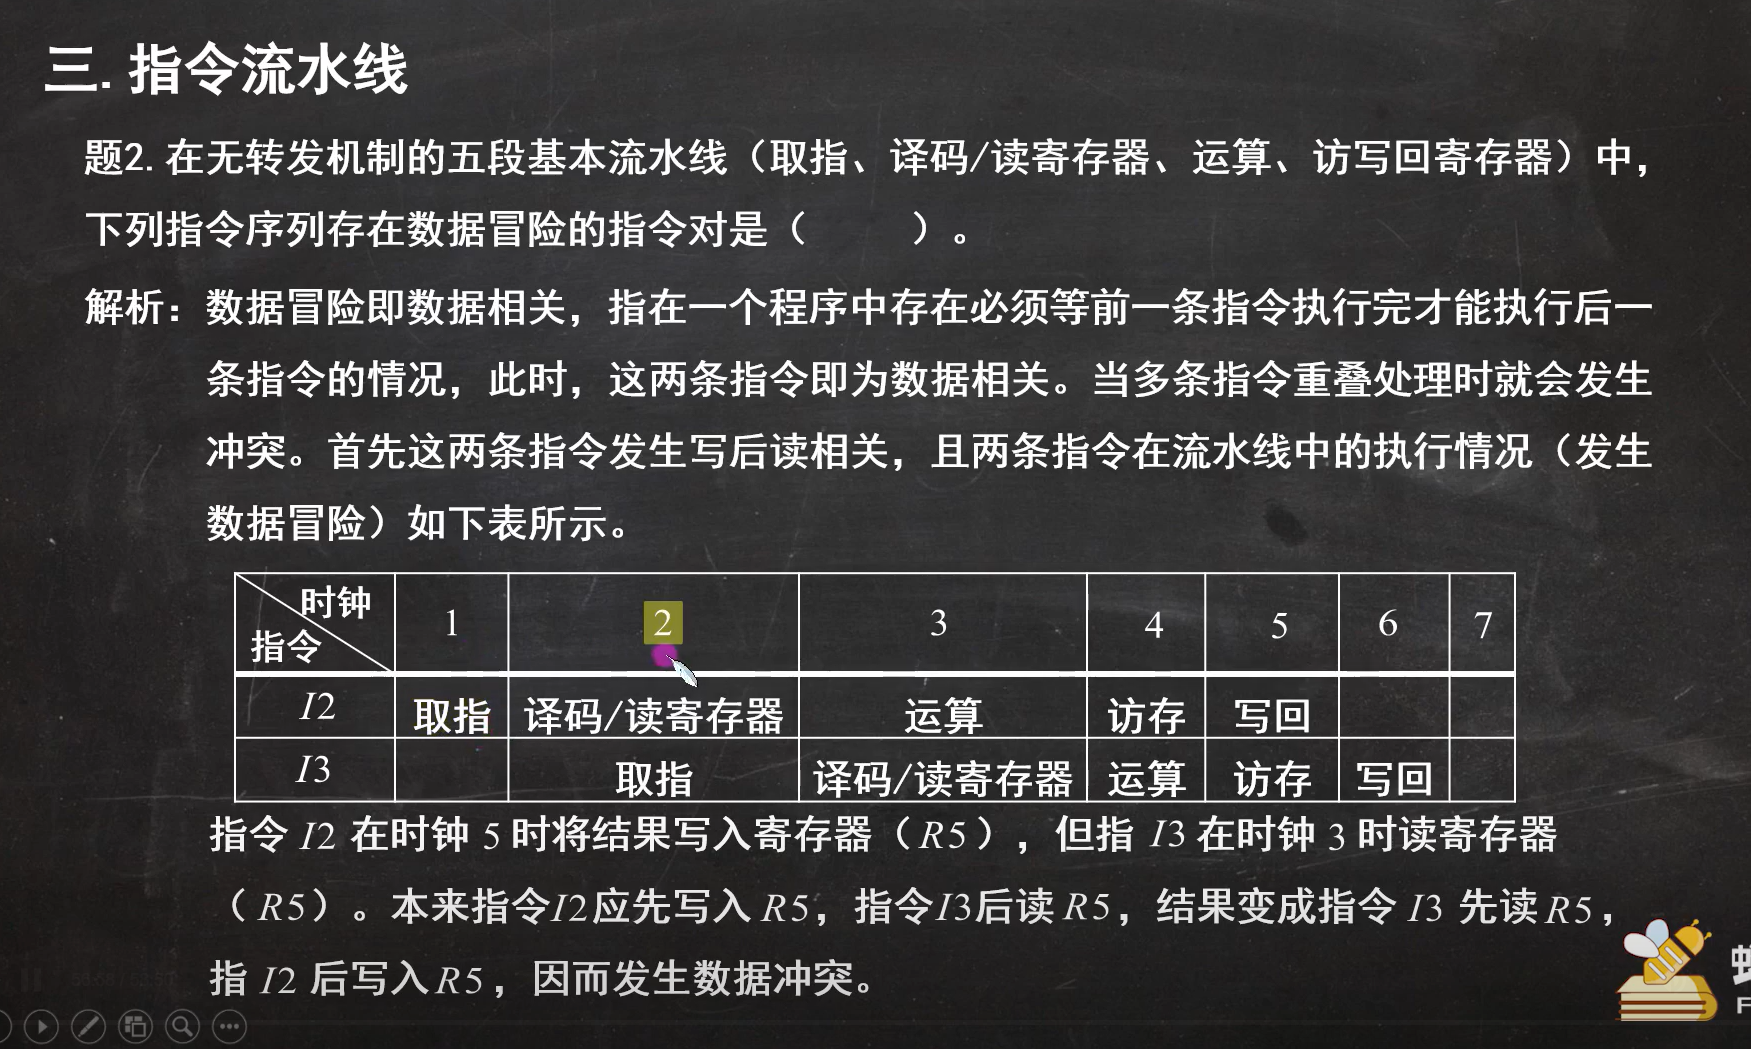 三. 指令流水线
题2. 在无转发机制的五段基本流水线（取指、译码/读寄存器、运算、访写回寄存器）中，
下列指令序列存在数据冒险的指令对是（　　）。
解析：数据冒险即数据相关，指在一个程序中存在必须等前一条指令执行完才能执行后一
条指令的情况，此时，这两条指令即为数据相关。当多条指令重叠处理时就会发生
冲突。首先这两条指令发生写后读相关，且两条指令在流水线中的执行情况（发生
数据冒险）如下表所示。
时钟 指令 1 2 3 4 5 6 7
I2 取指 译码/读寄存器 运算 访存 写回
I3 取指 译码/读寄存器 运算 访存 写回
指令 I2 在时钟 5 时将结果写入寄存器（R5），但指 I3 在时钟 3 时读寄存器
（R5）。本来指令I2应先写入 R5，指令I3后读 R5，结果变成指令 I3 先读R5，
指 I2 后写入R5，因而发生数据冲突。